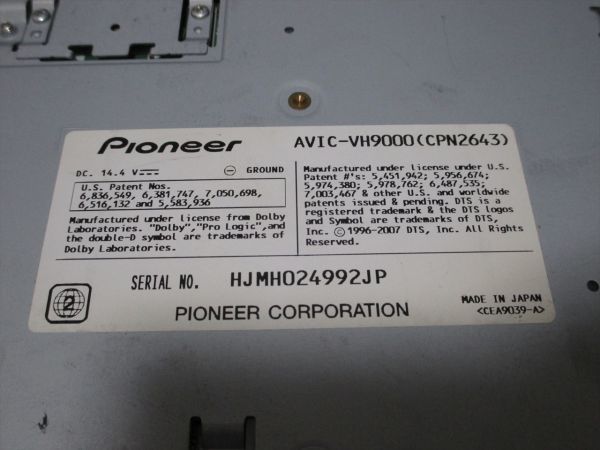 Pioneer
AVIC-VH9000(CPN2643)
DC. 14.4 V
GROUND
U.S. Patent Nos.
6,836,549, 6,381,747, 7,050,698,
6,516,132 and 5,583,936
Manufactured under license from Dolby
Laboratories. "Dolby","Pro Logic",and
the double-D symbol are trademarks of
Dolby Laboratories.
Manufactured under license under U.S.
Patent #'s: 5,451,942; 5,956,674;
5,974,380; 5,978,762; 6,487,535;
7,003,467 & other U.S. and worldwide
patents issued & pending. DTS is a
registered trademark & the DTS logos
and Symbol are trademarks of DTS,
Inc. © 1996-2007 DTS, Inc. All Rights
Reserved.
SERIAL NO. HJMH024992JP
2
PIONEER CORPORATION
MADE IN JAPAN
<CEA9039-A>